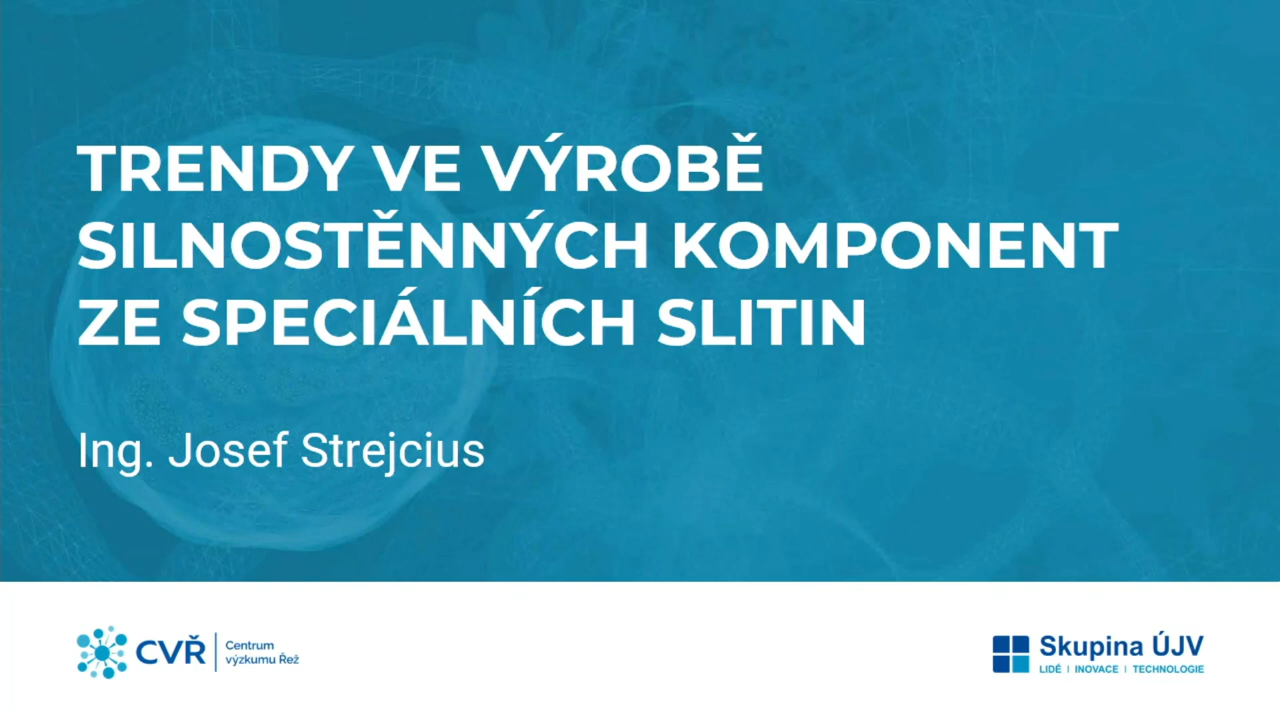 TRENDY VE VÝROBĚ
SILNOSTĚNNÝCH KOMPONENT
ZE SPECIÁLNÍCH SLITIN
Ing. Josef Strejcius
CVŘ
Centrum
výzkumu Řež
Skupina ÚJV
LIDÉ | INOVACE | TECHNOLOGIE